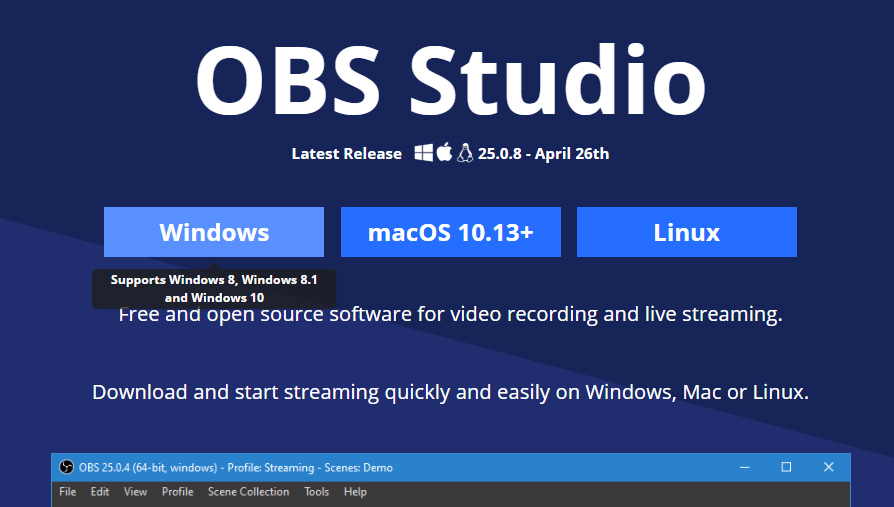 OBS Studio
Latest Release 25.0.8 - April 26th
Windows macOS 10.13+ Linux
Supports Windows 8, Windows 8.1
and Windows 10
Free and open source software for video recording and live streaming.
Download and start streaming quickly and easily on Windows, Mac or Linux.
OBS 25.0.4 (64-bit, windows) - Profile: Streaming - Scenes: Demo
File Edit View Profile Scene Collection Tools Help